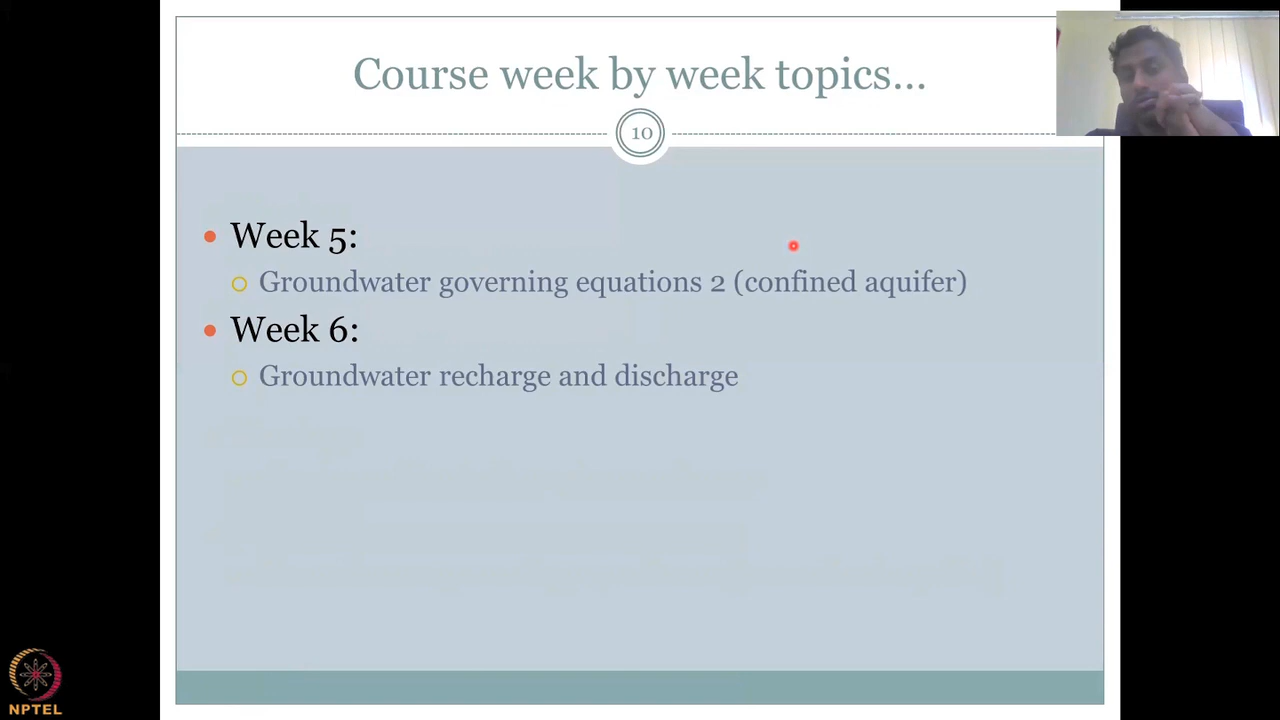 Course week by week topics...
10
Week 5:
Groundwater governing equations 2 (confined aquifer)
Week 6:
Groundwater recharge and discharge
NPTEL